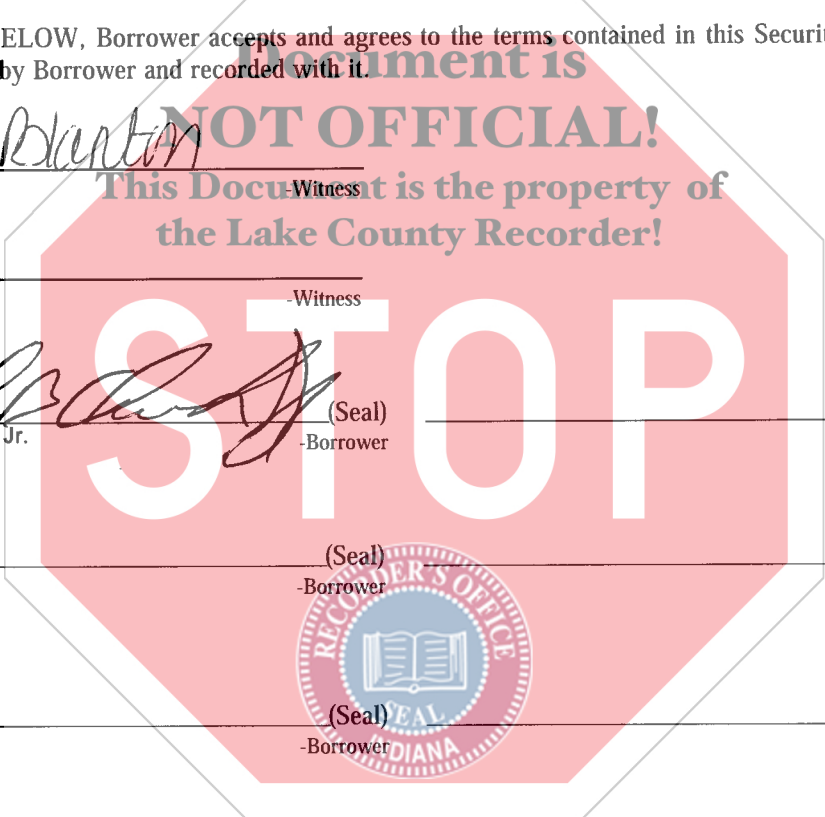 ELOW, Borrower accepts and agrees to the terms contained in this Securit
by Borrower and recorded with it.
Document is
NOT OFFICIAL!
This Document is the property of
the Lake County Recorder!
Blanton
-Witness
-Witness
STOP
(Seal)
Jr.
-Borrower
(Seal)
-Borrower
RECORDER'S OFFICE
SEAL
INDIANA
(Seal)
-Borrower